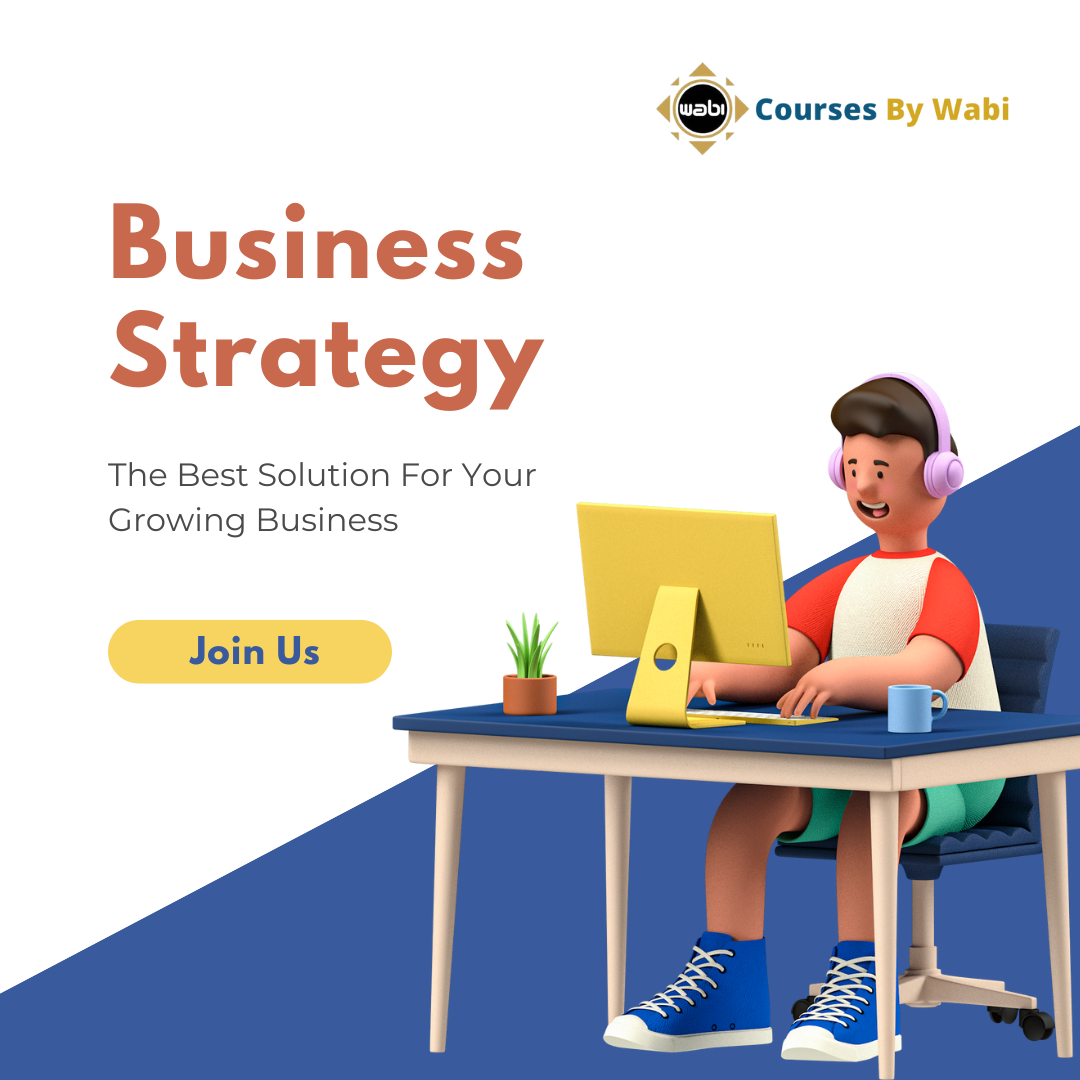 wabi Courses By Wabi
Business
Strategy
The Best Solution For Your
Growing Business
Join Us